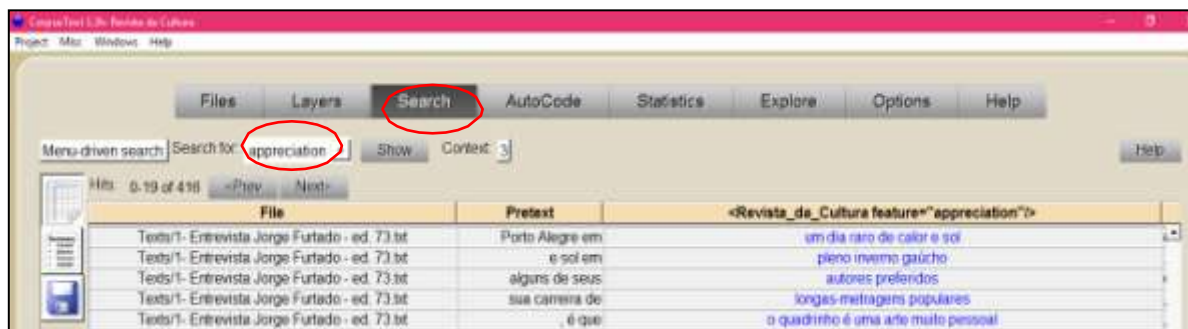 CorpusTool 2.8- Revista da Cultura
Project Misc Windows Help
Files Layers Search AutoCode Statistics Explore Options Help
Menu-driven search Search for: appreciation Show Context: 3 Help
Hits: 0-19 of 416 <Prev Next>
File Pretext <Revista_da_Cultura feature="appreciation"/>
Texts/1- Entrevista Jorge Furtado - ed. 73.txt Porto Alegre em um dia raro de calor e sol
Texts/1- Entrevista Jorge Furtado - ed. 73.txt e sol em pleno inverno gaúcho
Texts/1- Entrevista Jorge Furtado - ed. 73.txt alguns de seus autores preferidos
Texts/1- Entrevista Jorge Furtado - ed. 73.txt sua carreira de longas-metragens populares
Texts/1- Entrevista Jorge Furtado - ed. 73.txt , é que o quadrinho é uma arte muito pessoal